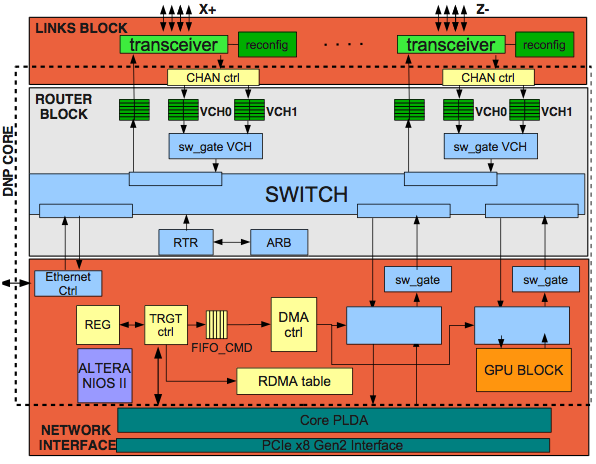 X+
Z-
LINKS BLOCK
transceiver
reconfig
. . . .
transceiver
reconfig
CHAN ctrl
CHAN ctrl
ROUTER
BLOCK
VCH0
VCH1
VCH0
VCH1
DNP CORE
sw_gate VCH
sw_gate VCH
SWITCH
RTR
ARB
Ethernet
Ctrl
sw_gate
sw_gate
REG
TRGT
ctrl
FIFO_CMD
DMA
ctrl
ALTERA
NIOS II
RDMA table
GPU BLOCK
NETWORK
INTERFACE
Core PLDA
PCIe x8 Gen2 Interface